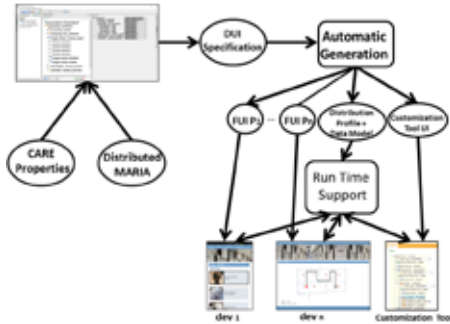 DUI
Specification
Automatic
Generation
FUI P1
...
FUI Pn
Distribution
Profile +
Data Model
Customization
Tool UI
CARE
Properties
Distributed
MARIA
Run Time
Support
dev 1
dev n
Customization Tool